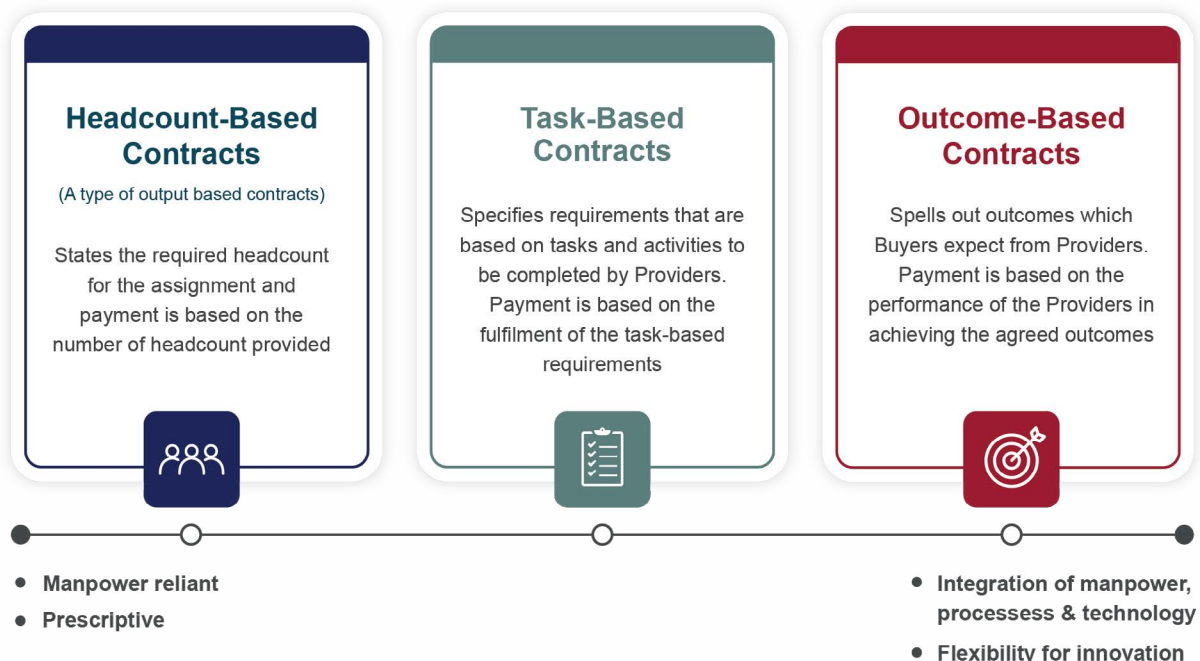 Headcount-Based
Contracts
(A type of output based contracts)
States the required headcount
for the assignment and
payment is based on the
number of headcount provided
Task-Based
Contracts
Specifies requirements that are
based on tasks and activities to
be completed by Providers.
Payment is based on the
fulfilment of the task-based
requirements
Outcome-Based
Contracts
Spells out outcomes which
Buyers expect from Providers.
Payment is based on the
performance of the Providers in
achieving the agreed outcomes
• Manpower reliant
• Prescriptive
• Integration of manpower,
processess & technology
• Flexibility for innovation